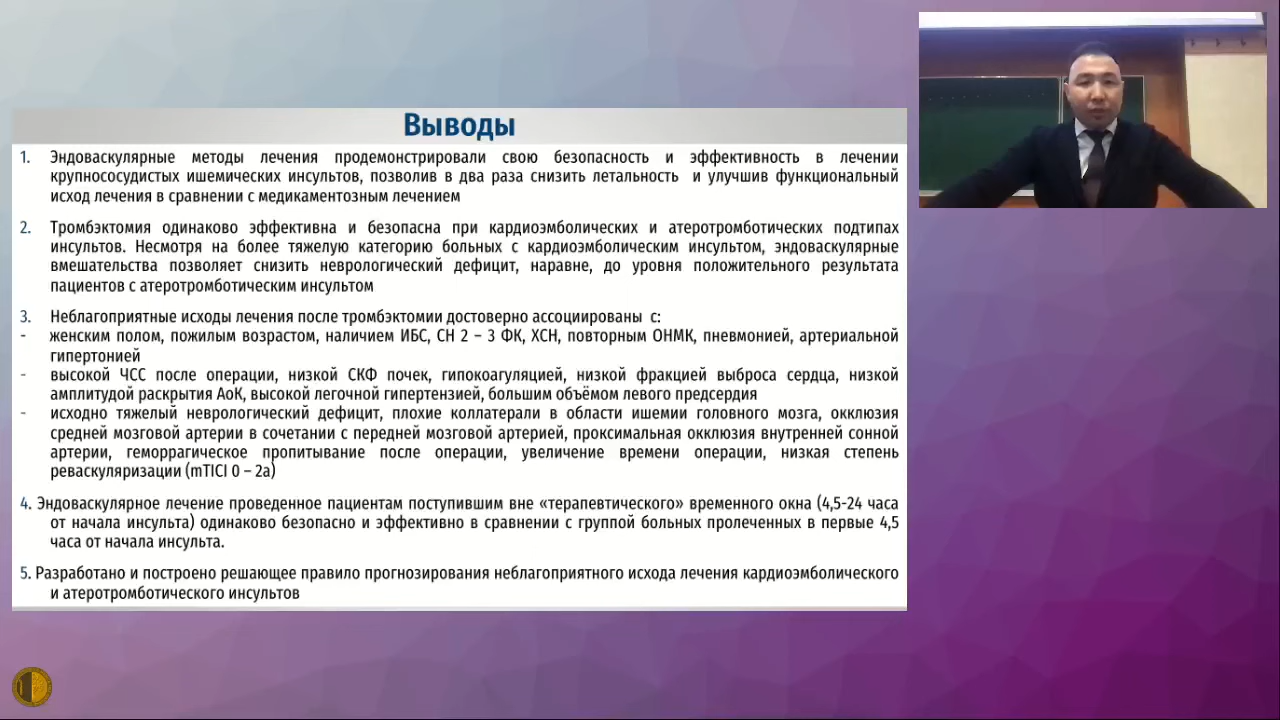 Выводы
1. Эндоваскулярные методы лечения продемонстрировали свою безопасность и эффективность в лечении
крупнососудистых ишемических инсультов, позволив в два раза снизить летальность и улучшив функциональный
исход лечения в сравнении с медикаментозным лечением
2. Тромбэктомия одинаково эффективна и безопасна при кардиоэмболических и атеротромботических подтипах
инсультов. Несмотря на более тяжелую категорию больных с кардиоэмболическим инсультом, эндоваскулярные
вмешательства позволяет снизить неврологический дефицит, наравне, до уровня положительного результата
пациентов с атеротромботическим инсультом
3. Неблагоприятные исходы лечения после тромбэктомии достоверно ассоциированы с:
- женским полом, пожилым возрастом, наличием ИБС, СН 2 – 3 ФК, ХСН, повторным ОНМК, пневмонией, артериальной
гипертонией
- высокой ЧСС после операции, низкой СКФ почек, гипокоагуляцией, низкой фракцией выброса сердца, низкой
амплитудой раскрытия АоК, высокой легочной гипертензией, большим объёмом левого предсердия
- исходно тяжелый неврологический дефицит, плохие коллатерали в области ишемии головного мозга, окклюзия
средней мозговой артерии в сочетании с передней мозговой артерией, проксимальная окклюзия внутренней сонной
артерии, геморрагическое пропитывание после операции, увеличение времени операции, низкая степень
реваскуляризации (mTICI 0 – 2a)
4. Эндоваскулярное лечение проведенное пациентам поступившим вне «терапевтического» временного окна (4,5-24 часа
от начала инсульта) одинаково безопасно и эффективно в сравнении с группой больных пролеченных в первые 4,5
часа от начала инсульта.
5. Разработано и построено решающее правило прогнозирования неблагоприятного исхода лечения кардиоэмболического
и атеротромботического инсультов